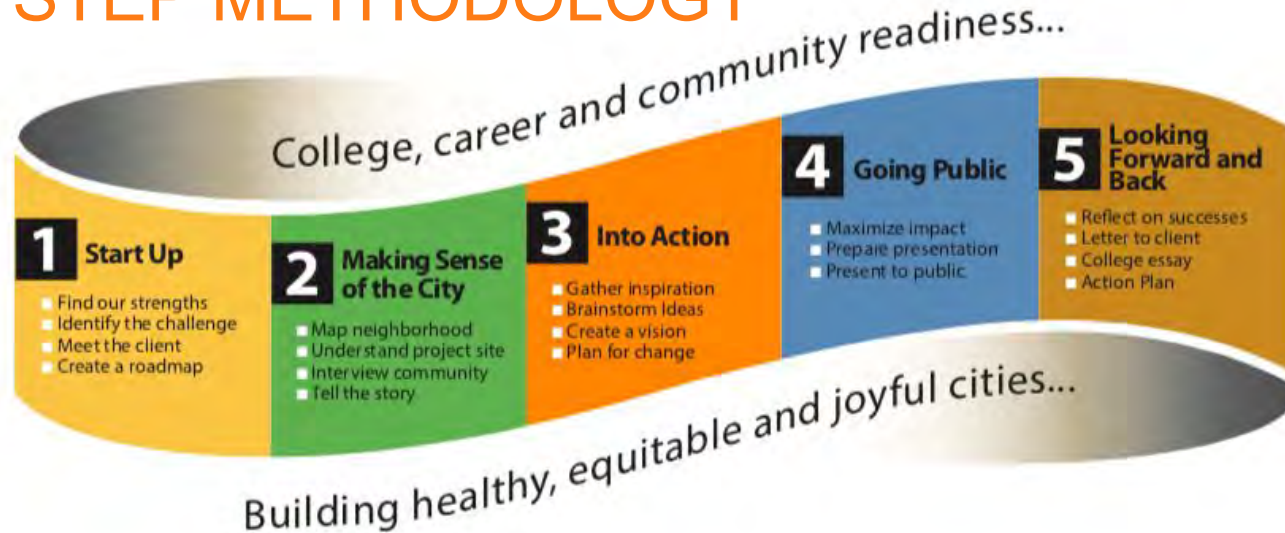 STEP METHODOLOGY
College, career and community readiness...
1 Start Up
Find our strengths
Identify the challenge
Meet the client
Create a roadmap
2 Making Sense
of the City
Map neighborhood
Understand project site
Interview community
Tell the story
3 Into Action
Gather inspiration
Brainstorm Ideas
Create a vision
Plan for change
4 Going Public
Maximize impact
Prepare presentation
Present to public
5 Looking
Forward and
Back
Reflect on successes
Letter to client
College essay
Action Plan
Building healthy, equitable and joyful cities...